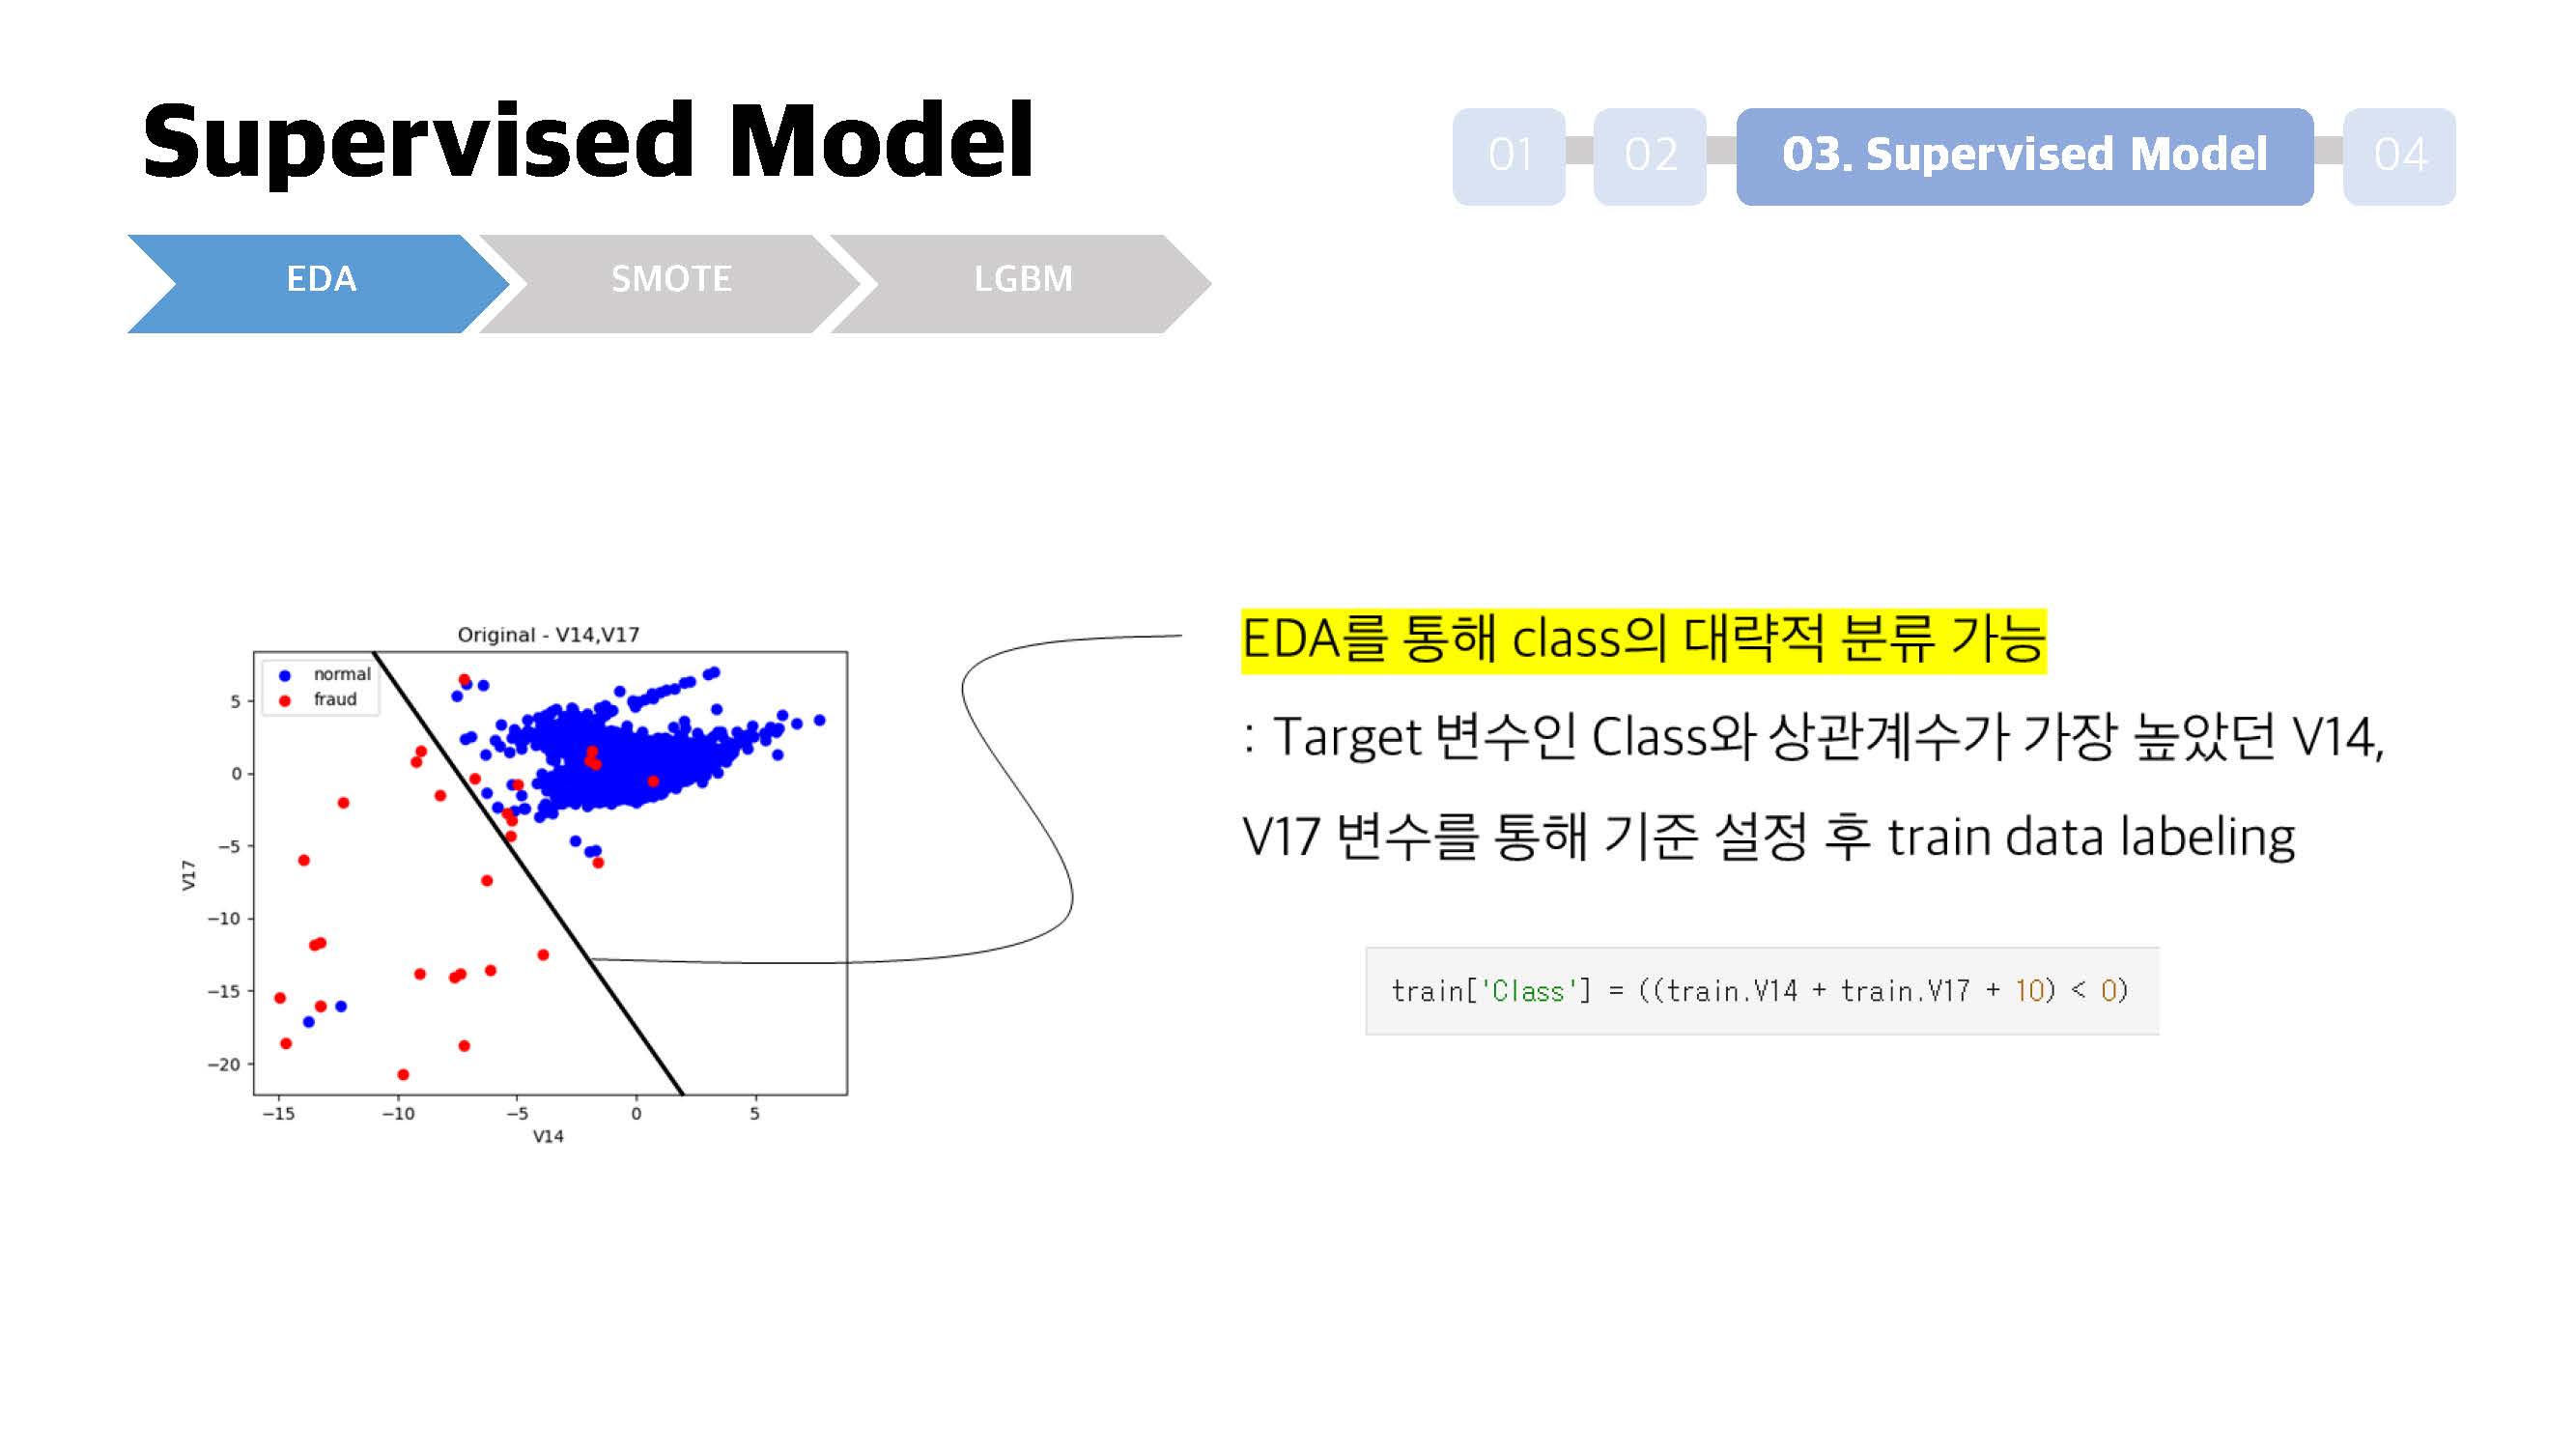 Supervised Model
01
02
03. Supervised Model
04
EDA
SMOTE
LGBM
Original - V14,V17
normal
fraud
5
0
−5
−10
−15
−20
V17
−15
−10
−5
0
5
V14
EDA를 통해 class의 대략적 분류 가능
: Target 변수인 Class와 상관계수가 가장 높았던 V14,
V17 변수를 통해 기준 설정 후 train data labeling
train['Class'] = ((train.V14 + train.V17 + 10) < 0)